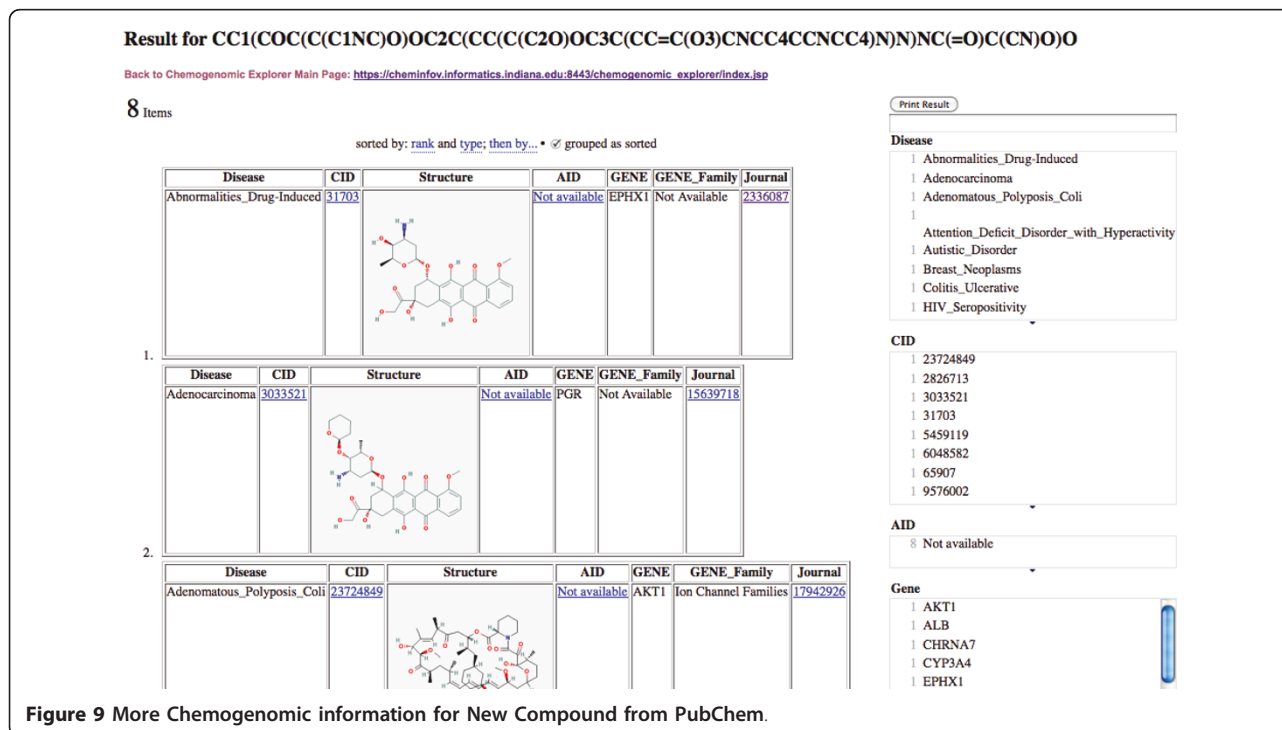 Result for CC1(COC(C(C1NC)O)OC2C(CC(C(C2O)OC3C(CC=C(O3)CNCC4CCNCC4)N)N)NC(=O)C(CN)O)O
Back to Chemogenomic Explorer Main Page: https://cheminfov.informatics.indiana.edu:8443/chemogenomic_explorer/index.jsp
8 Items
sorted by: rank and type; then by... • grouped as sorted
Disease CID Structure AID GENE GENE_Family Journal
Abnormalities_Drug-Induced 31703 Not available EPHX1 Not Available 2336087
1.
Disease CID Structure AID GENE GENE_Family Journal
Adenocarcinoma 3033521 Not available PGR Not Available 15639718
2.
Disease CID Structure AID GENE GENE_Family Journal
Adenomatous_Polyposis_Coli 23724849 Not available AKT1 Ion Channel Families 17942926
Print Result
Disease
1 Abnormalities_Drug-Induced
1 Adenocarcinoma
1 Adenomatous_Polyposis_Coli
1
Attention_Deficit_Disorder_with_Hyperactivity
1 Autistic_Disorder
1 Breast_Neoplasms
1 Colitis_Ulcerative
1 HIV_Seropositivity
CID
1 23724849
1 2826713
1 3033521
1 31703
1 5459119
1 6048582
1 65907
1 9576002
AID
8 Not available
Gene
1 AKT1
1 ALB
1 CHRNA7
1 CYP3A4
1 EPHX1
Figure 9 More Chemogenomic information for New Compound from PubChem.